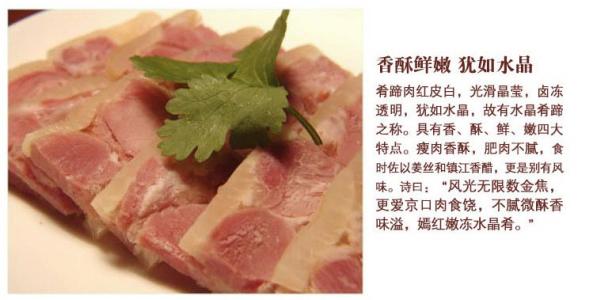 香酥鲜嫩 犹如水晶
肴蹄肉红皮白，光滑晶莹，卤冻
透明，犹如水晶，故有水晶肴蹄
之称。具有香、酥、鲜、嫩四大
特点。瘦肉香酥，肥肉不腻，食
时佐以姜丝和镇江香醋，更是别有风
味。诗曰：“风光无限数金焦，
更爱京口肉食饶，不腻微酥香
味溢，嫣红嫩冻水晶肴。”